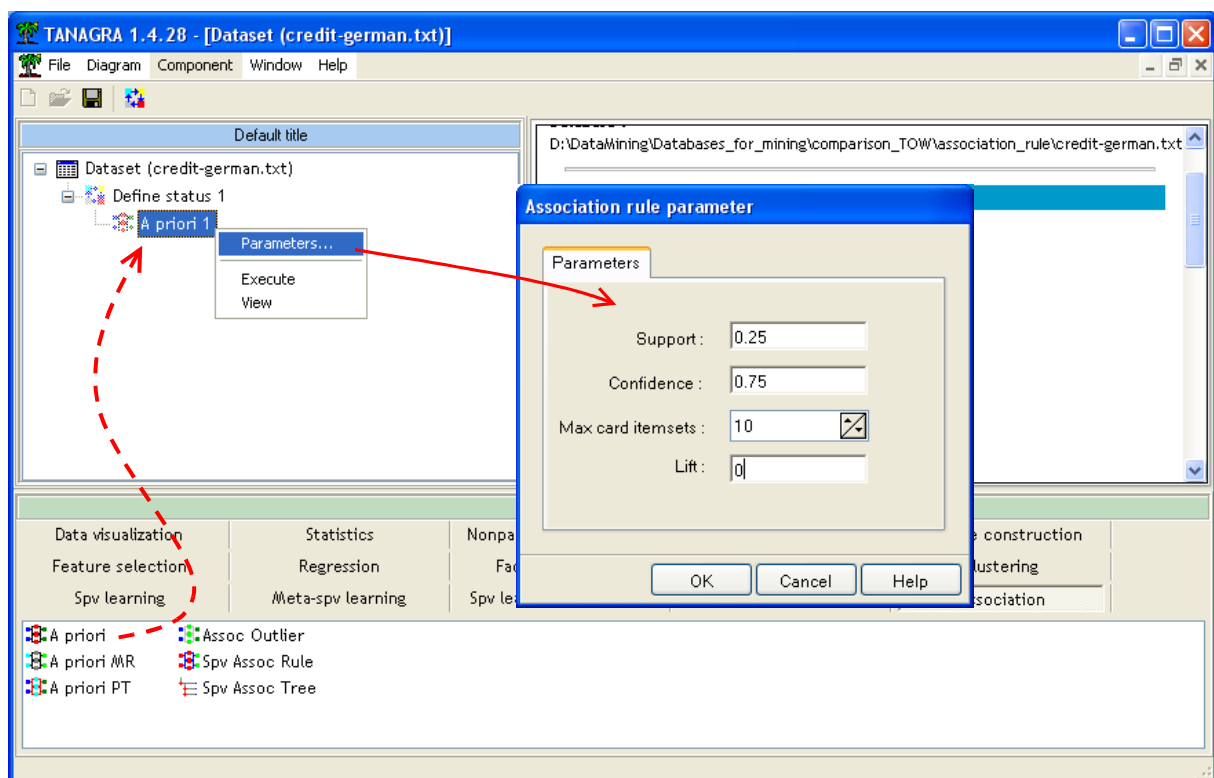 TANAGRA 1.4.28 - [Dataset (credit-german.txt)]
File Diagram Component Window Help
Default title
D:\DataMining\Databases_for_mining\comparison_TOW\association_rule\credit-german.txt
Dataset (credit-german.txt)
Define status 1
A priori 1
Parameters...
Execute
View
Association rule parameter
Parameters
Support : 0.25
Confidence : 0.75
Max card itemsets : 10
Lift : 0
OK Cancel Help
Data visualization Statistics Nonpa construction
Feature selection Regression Fac lustering
Spv learning Meta-spv learning Spv le sociation
A priori Assoc Outlier
A priori MR Spv Assoc Rule
A priori PT Spv Assoc Tree